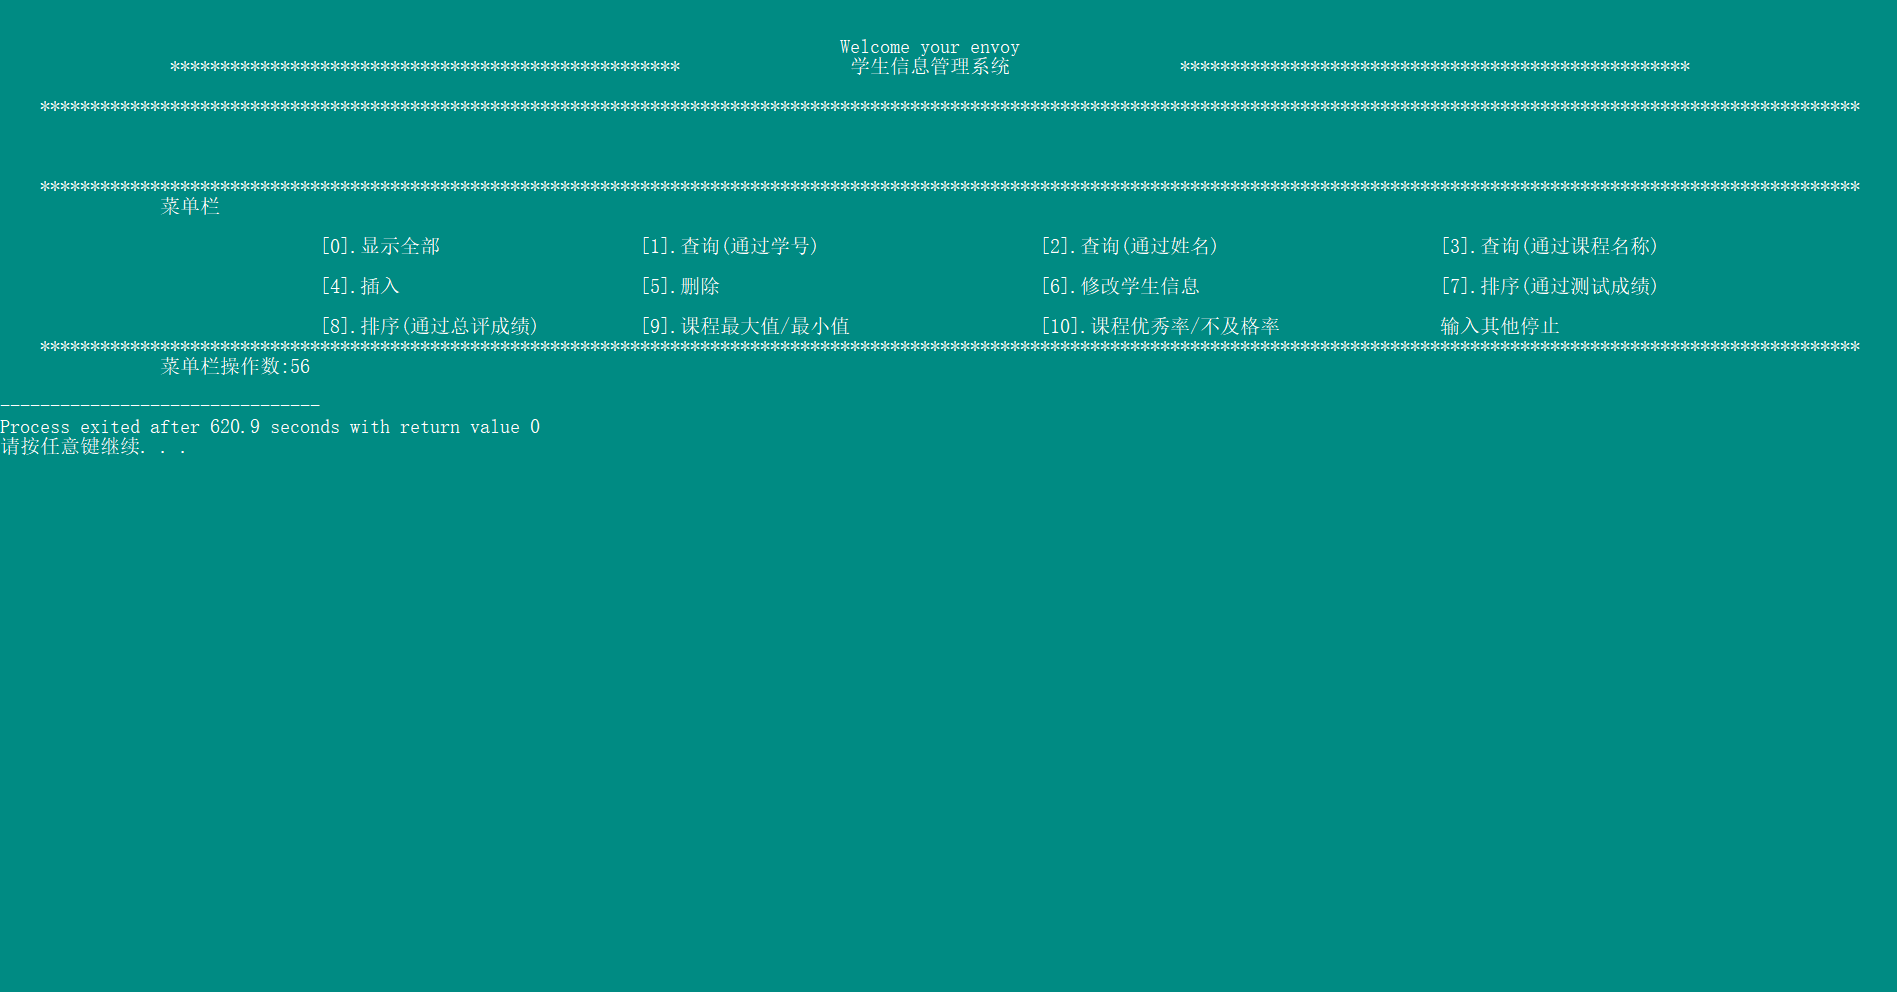 Welcome your envoy
*************************************************** 学生信息管理系统 ***************************************************
**************************************************************************************************************************************************************************************
**************************************************************************************************************************************************************************************
菜单栏
[0].显示全部 [1].查询(通过学号) [2].查询(通过姓名) [3].查询(通过课程名称)
[4].插入 [5].删除 [6].修改学生信息 [7].排序(通过测试成绩)
[8].排序(通过总评成绩) [9].课程最大值/最小值 [10].课程优秀率/不及格率 输入其他停止
**************************************************************************************************************************************************************************************
菜单栏操作数:56
--------------------------------
Process exited after 620.9 seconds with return value 0
请按任意键继续. . .